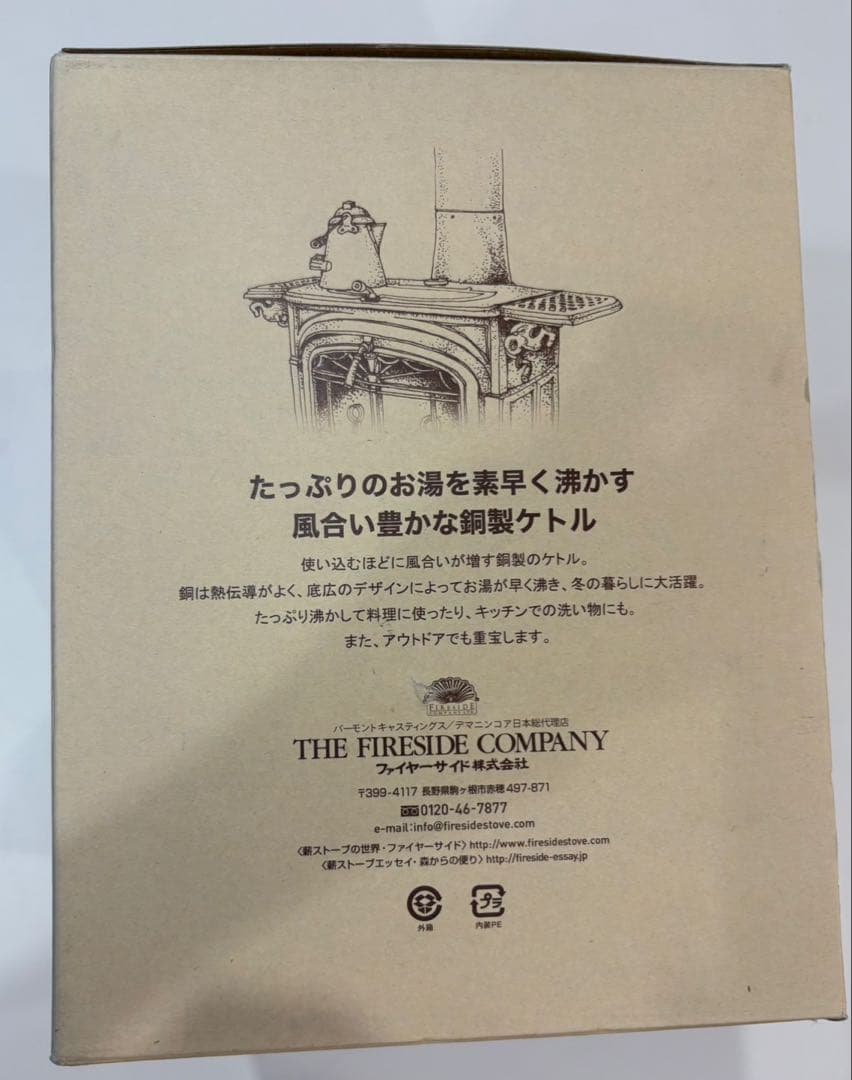 たっぷりのお湯を素早く沸かす
風合い豊かな銅製ケトル
使い込むほどに風合いが増す銅製のケトル。
銅は熱伝導がよく、底広のデザインによってお湯が早く沸き、冬の暮らしに大活躍。
たっぷり沸かして料理に使ったり、キッチンでの洗い物にも。
また、アウトドアでも重宝します。
FIRESIDE
バーモントキャスティングス/デマニンコア日本総代理店
THE FIRESIDE COMPANY
ファイヤーサイド株式会社
〒399-4117 長野県駒ヶ根市赤穂497-871
0120-46-7877
e-mail:info@firesidestove.com
〈薪ストーブの世界・ファイヤーサイド〉http://www.firesidestove.com
〈薪ストーブエッセイ・森からの便り〉http://fireside-essay.jp
プラ
外箱 内装PE